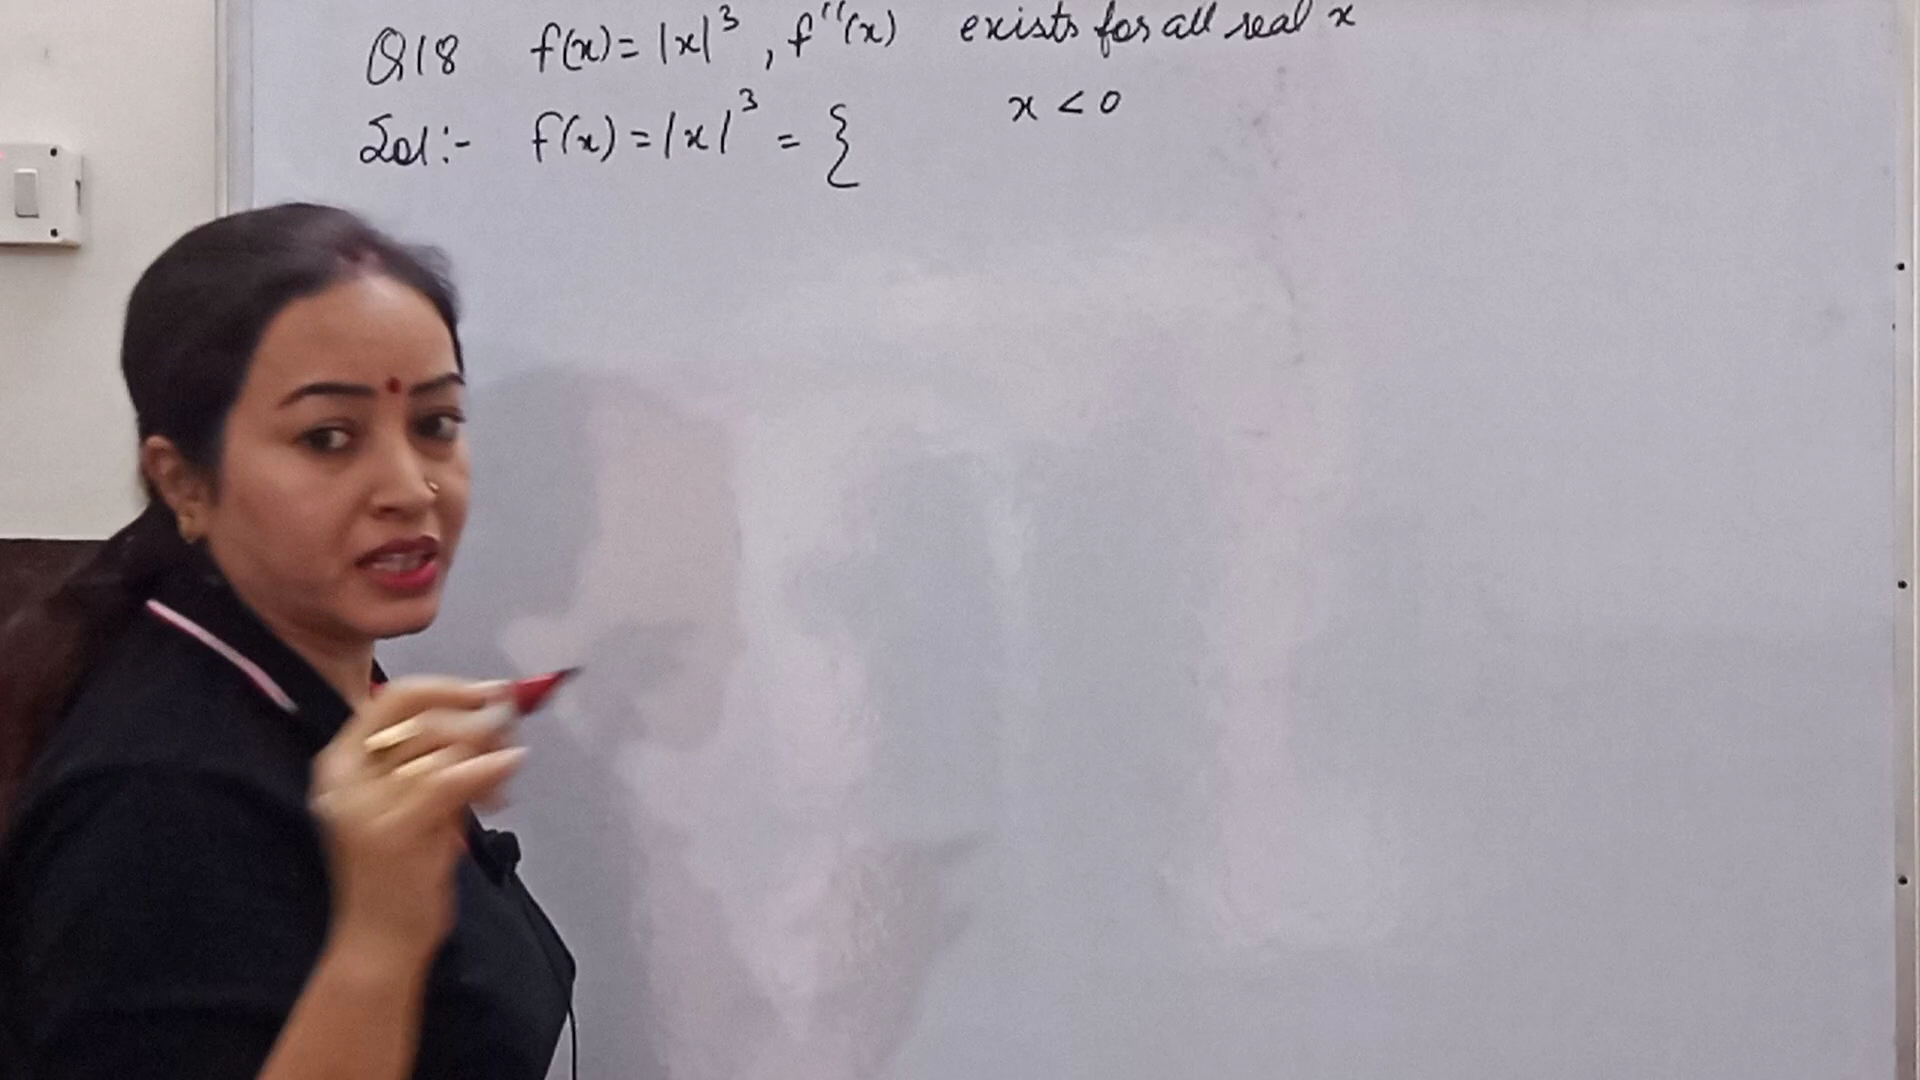 Q18 f(x) = |x|³, f''(x) exists for all real x
Sol:- f(x) = |x|³ = { x < 0